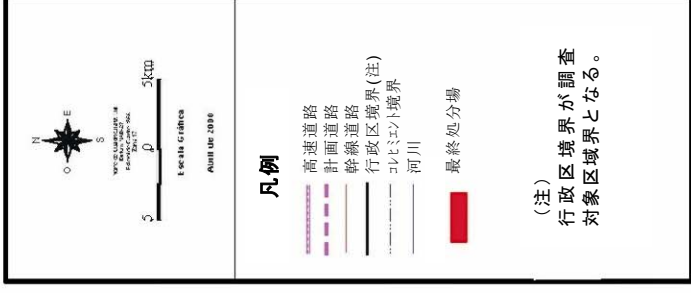 N
O E
S
5 0 5km
Escala Gráfica
Abril de 2000
凡例
高速道路
計画道路
幹線道路
行政区境界(注)
コレヒミエント境界
河川
最終処分場
(注)
行政区境界が調査
対象区域界となる。